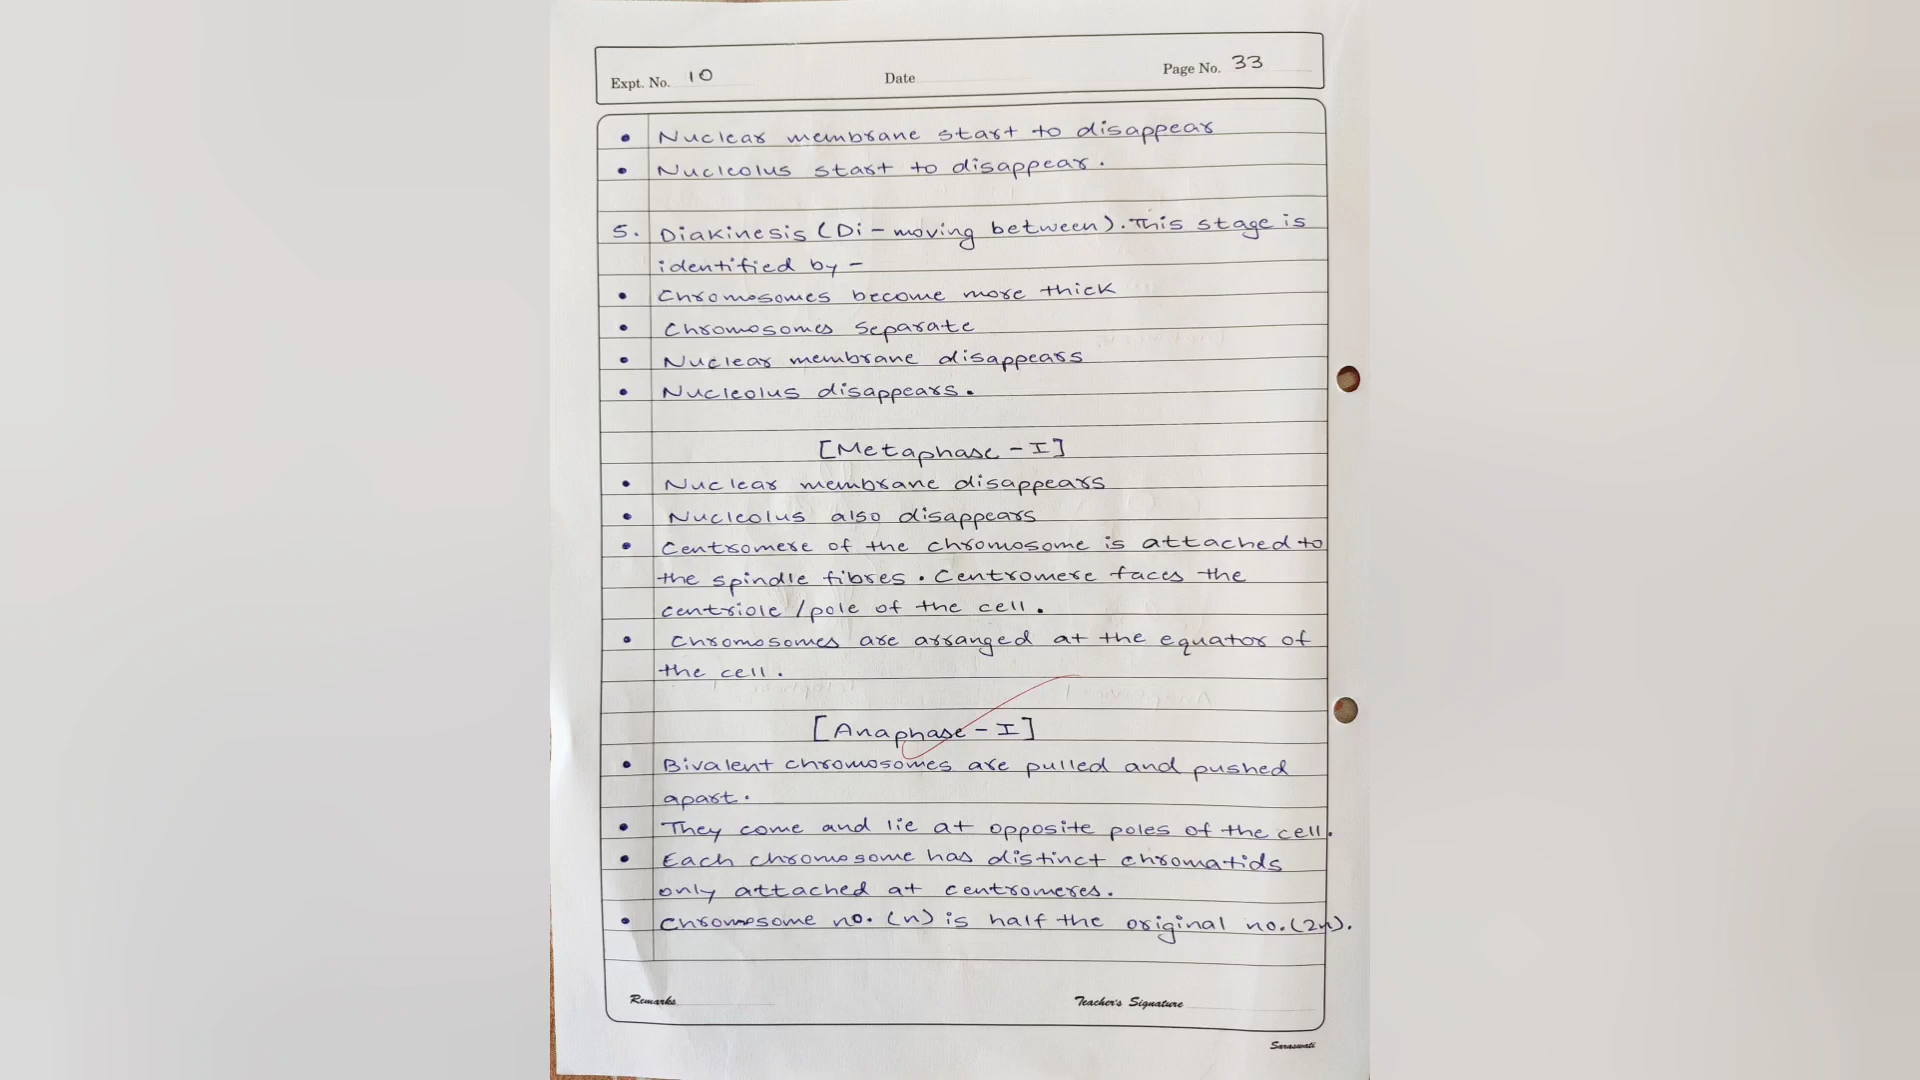 Expt. No. 10 Date Page No. 33
• Nuclear membrane start to disappear
• Nucleolus start to disappear.
5. Diakinesis (Di - moving between). This stage is
identified by -
• Chromosomes become more thick
• Chromosomes separate
• Nuclear membrane disappears
• Nucleolus disappears.
[Metaphase - I]
• Nuclear membrane disappears
• Nucleolus also disappears
• Centromere of the chromosome is attached to
the spindle fibres. Centromere faces the
centriole / pole of the cell.
• Chromosomes are arranged at the equator of
the cell.
[Anaphase - I]
• Bivalent chromosomes are pulled and pushed
apart.
• They come and lie at opposite poles of the cell.
• Each chromosome has distinct chromatids
only attached at centromeres.
• Chromosome no. (n) is half the original no. (2n).
Remarks Teacher's Signature
Saraswati